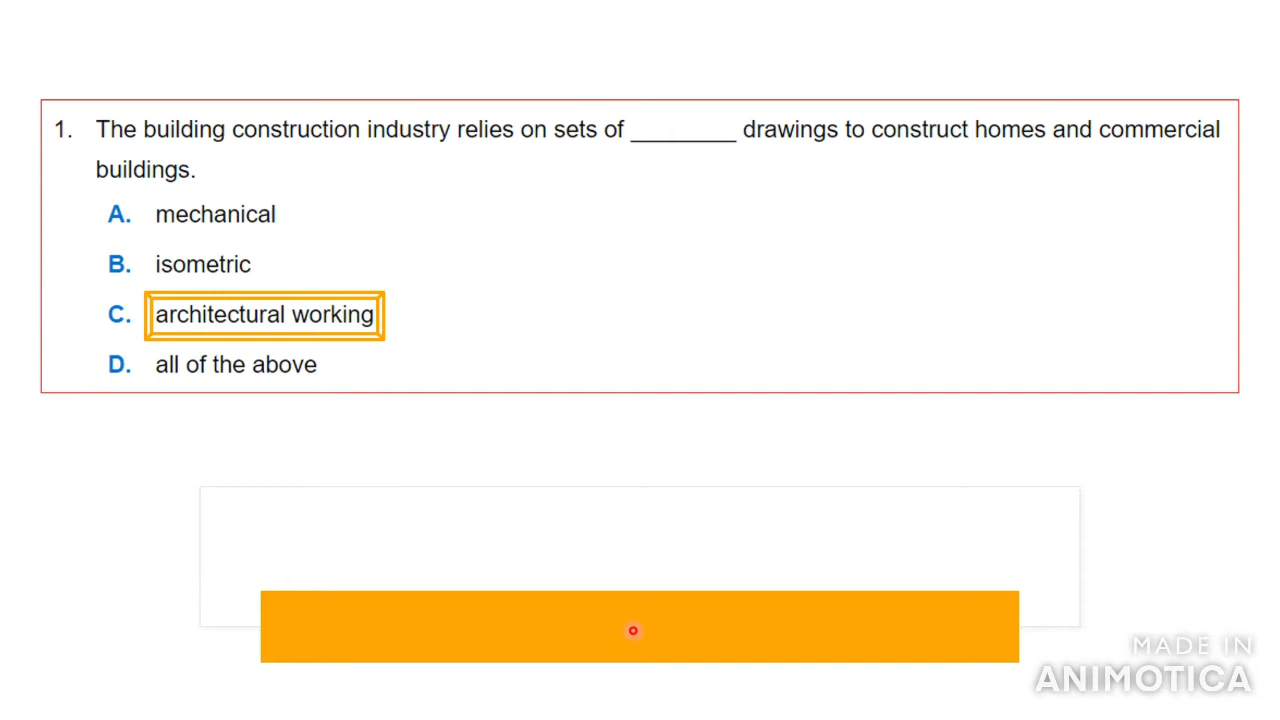 1. The building construction industry relies on sets of ________ drawings to construct homes and commercial
buildings.
A. mechanical
B. isometric
C. architectural working
D. all of the above
MADE IN
ANIMOTICA